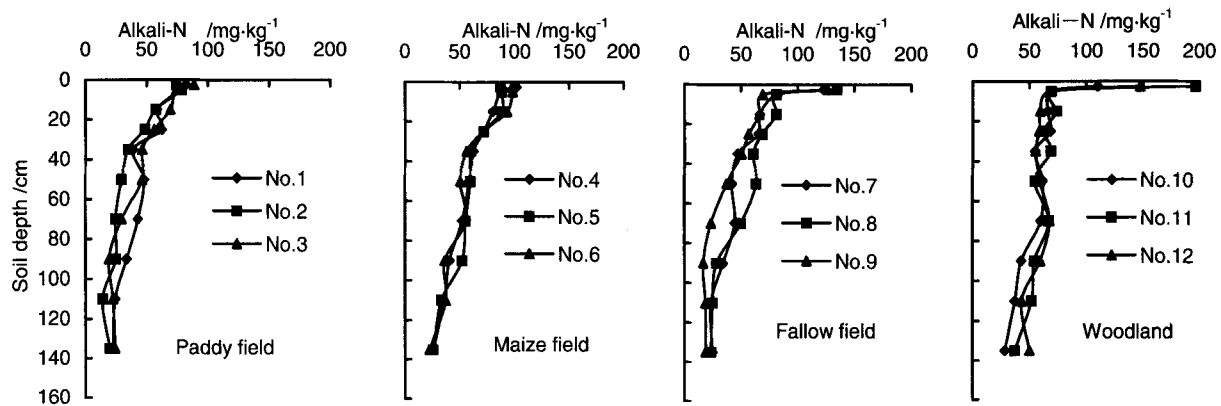 Alkali-N /mg·kg⁻¹
0 50 100 150 200
Soil depth /cm
0
20
40
60
80
100
120
140
160
No.1
No.2
No.3
Paddy field
Alkali-N /mg·kg⁻¹
0 50 100 150 200
No.4
No.5
No.6
Maize field
Alkali-N /mg·kg⁻¹
0 50 100 150 200
No.7
No.8
No.9
Fallow field
Alkali—N /mg·kg⁻¹
0 50 100 150 200
No.10
No.11
No.12
Woodland